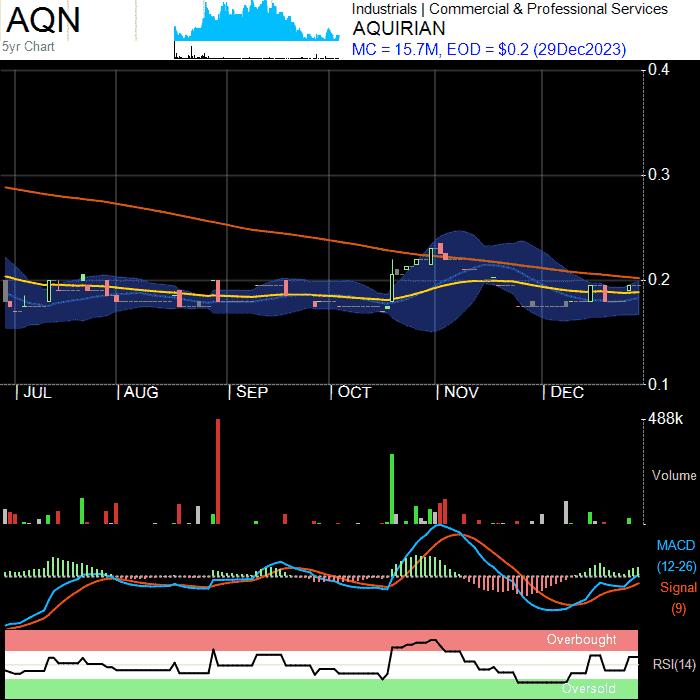 AQN
5yr Chart
Industrials | Commercial & Professional Services
AQUIRIAN
MC = 15.7M, EOD = $0.2 (29Dec2023)
0.4
0.3
0.2
0.1
| JUL | AUG | SEP | OCT | NOV | DEC
488k
Volume
MACD
(12-26)
Signal
(9)
Overbought
RSI(14)
Oversold